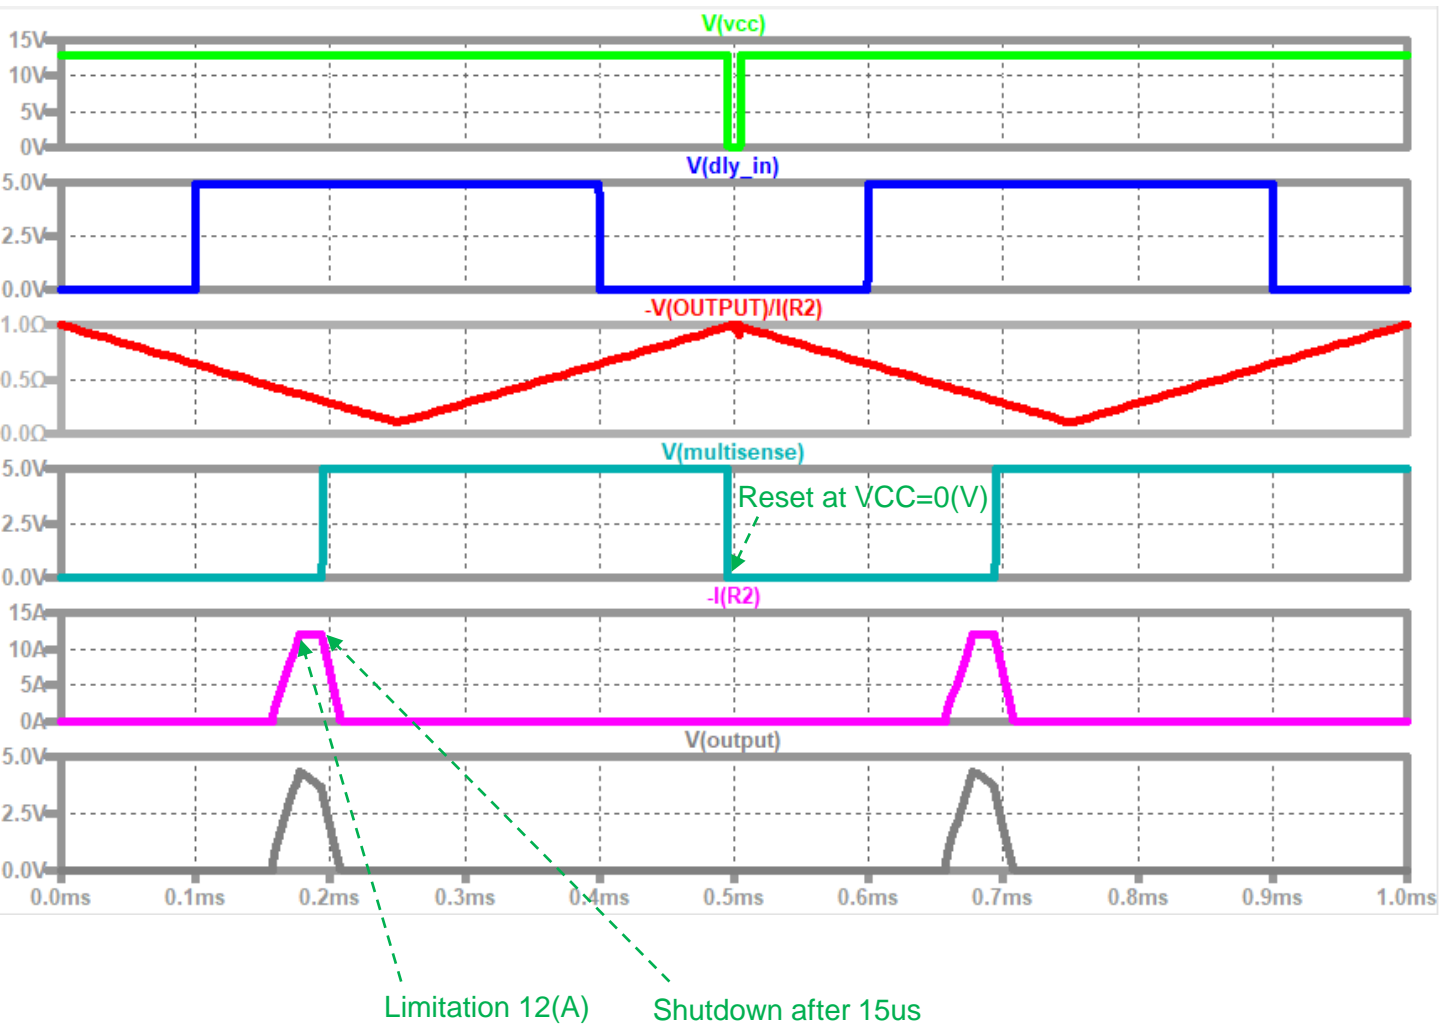 V(vcc)
15V
10V
5V
0V
V(dly_in)
5.0V
2.5V
0.0V
-V(OUTPUT)/I(R2)
1.0Ω
0.5Ω
0.0Ω
V(multisense)
5.0V
Reset at VCC=0(V)
2.5V
0.0V
-I(R2)
15A
10A
5A
0A
V(output)
5.0V
2.5V
0.0V
0.0ms 0.1ms 0.2ms 0.3ms 0.4ms 0.5ms 0.6ms 0.7ms 0.8ms 0.9ms 1.0ms
Limitation 12(A) Shutdown after 15us